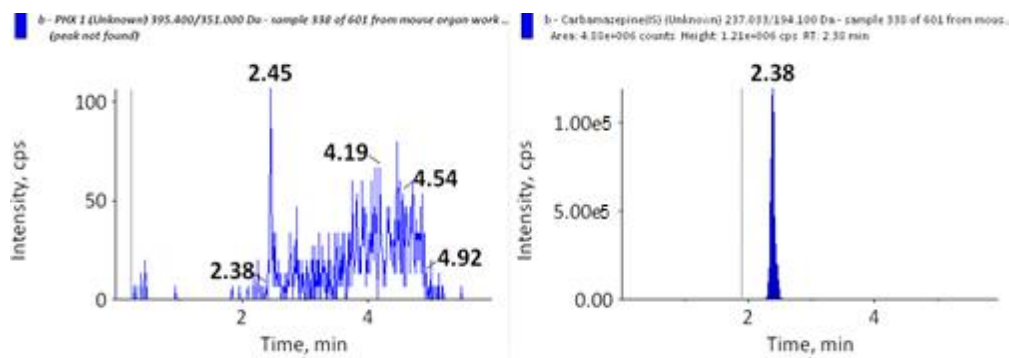 b - PHX 1 (Unknown) 395.400/351.000 Da - sample 338 of 601 from mouse organ work ...
(peak not found)
2.45
100
4.19
4.54
50
2.38
4.92
0
2 4
Time, min
Intensity, cps
b - Carbamazepine(IS) (Unknown) 237.033/194.100 Da - sample 338 of 601 from mous...
Area: 4.88e+006 counts Height: 1.21e+006 cps RT: 2.38 min
2.38
1.00e5
5.00e5
0.00
2 4
Time, min
Intensity, cps